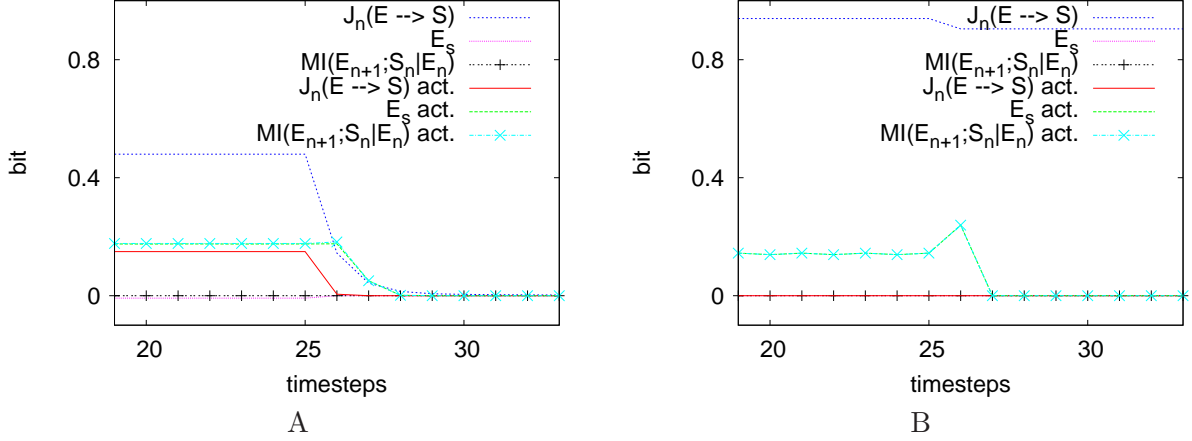 J_n(E --> S)
E_s
MI(E_{n+1};S_n|E_n)
J_n(E --> S) act.
E_s act.
MI(E_{n+1};S_n|E_n) act.
bit
0.8
0.4
0
20 25 30
timesteps
A
J_n(E --> S)
E_s
MI(E_{n+1};S_n|E_n)
J_n(E --> S) act.
E_s act.
MI(E_{n+1};S_n|E_n) act.
bit
0.8
0.4
0
20 25 30
timesteps
B